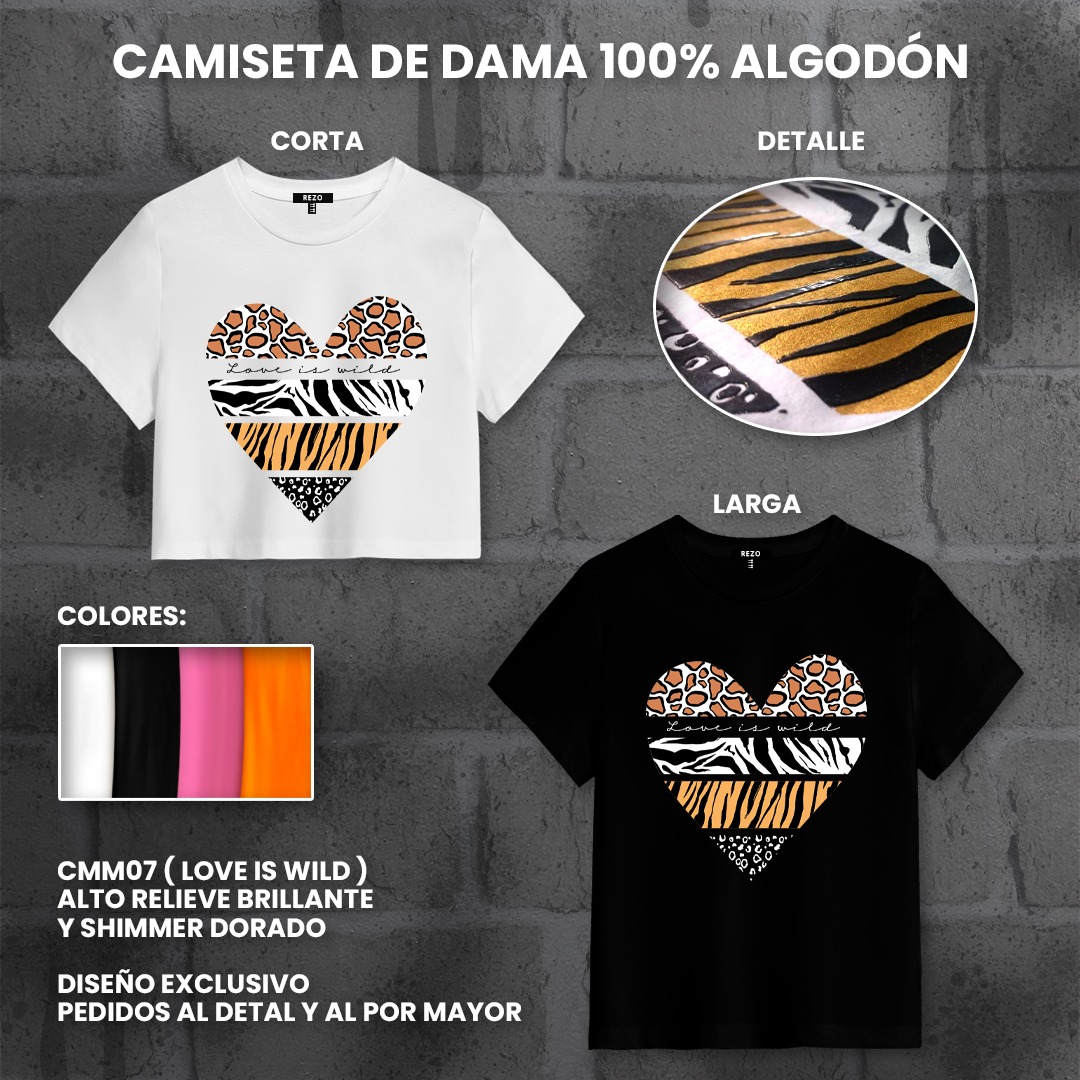 CAMISETA DE DAMA 100% ALGODÓN
CORTA
DETALLE
REZO
Love is wild
LARGA
REZO
COLORES:
Love is wild
CMM07 ( LOVE IS WILD )
ALTO RELIEVE BRILLANTE
Y SHIMMER DORADO
DISEÑO EXCLUSIVO
PEDIDOS AL DETAL Y AL POR MAYOR